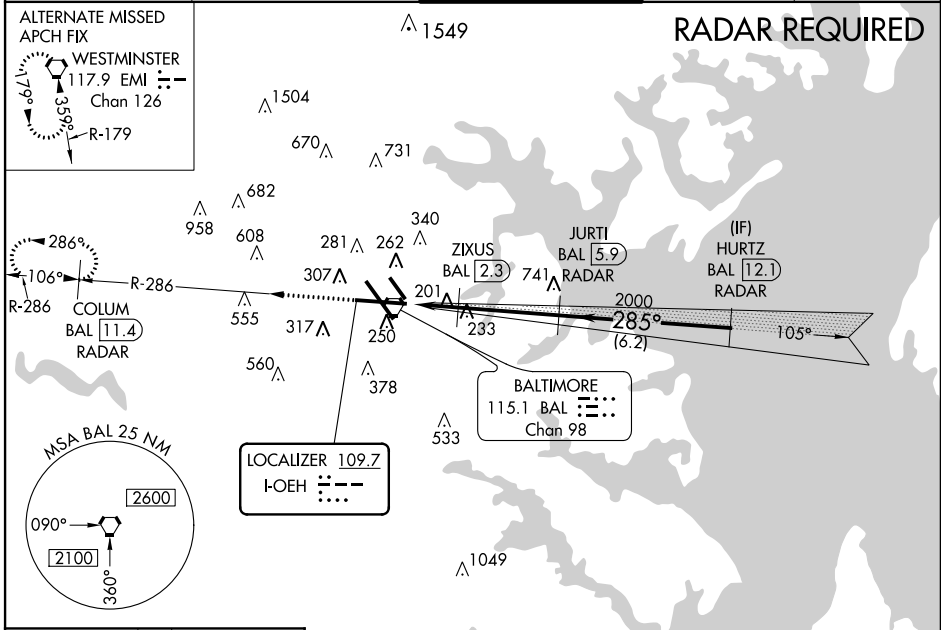 ALTERNATE MISSED
APCH FIX
WESTMINSTER
117.9 EMI
Chan 126
179°
359°
R-179
1549
RADAR REQUIRED
1504
670
731
682
958
608
340
281
262
307
ZIXUS
BAL 2.3
JURTI
BAL 5.9
RADAR
(IF)
HURTZ
BAL 12.1
RADAR
741
286°
106°
R-286
R-286
COLUM
BAL 11.4
RADAR
555
317
250
201
233
2000
285°
(6.2)
105°
560
378
533
BALTIMORE
115.1 BAL
Chan 98
LOCALIZER 109.7
I-OEH
MSA BAL 25 NM
2600
090°
2100
360°
1049